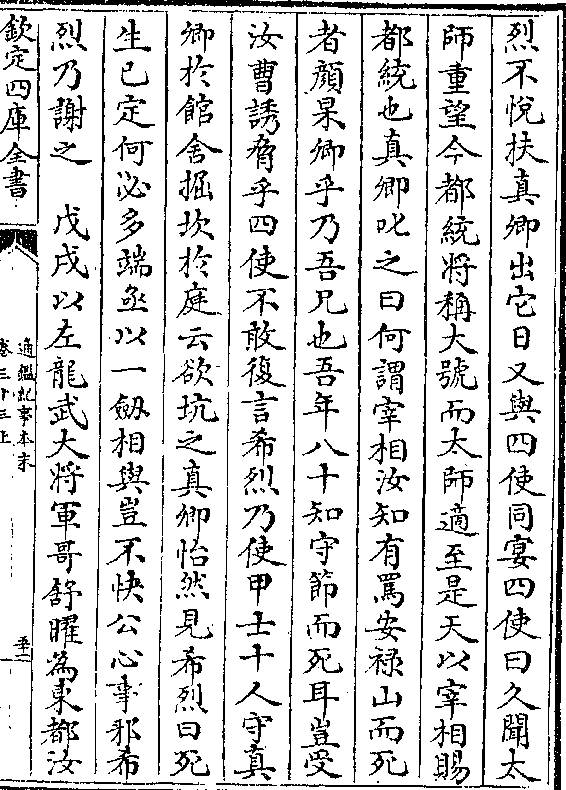 烈不悅扶真卿出它日又與四使同宴四使曰久聞太
師重望今都統將稱大號而太師適至是天以宰相賜
都統也真卿叱之曰何謂宰相汝知有罵安祿山而死
者顔杲卿乎乃吾兄也吾年八十知守節而死耳豈受
汝曹誘脅乎四使不敢復言希烈乃使甲士十人守真
卿於館舍掘坎於庭云欲坑之真卿怡然見希烈曰死
生已定何必多端亟以一劔相與豈不快公心事邪希
烈乃謝之　戊戌以左龍武大將軍哥舒曜為東都汝
欽定四庫全書
通鑑紀事本末
卷三十三上